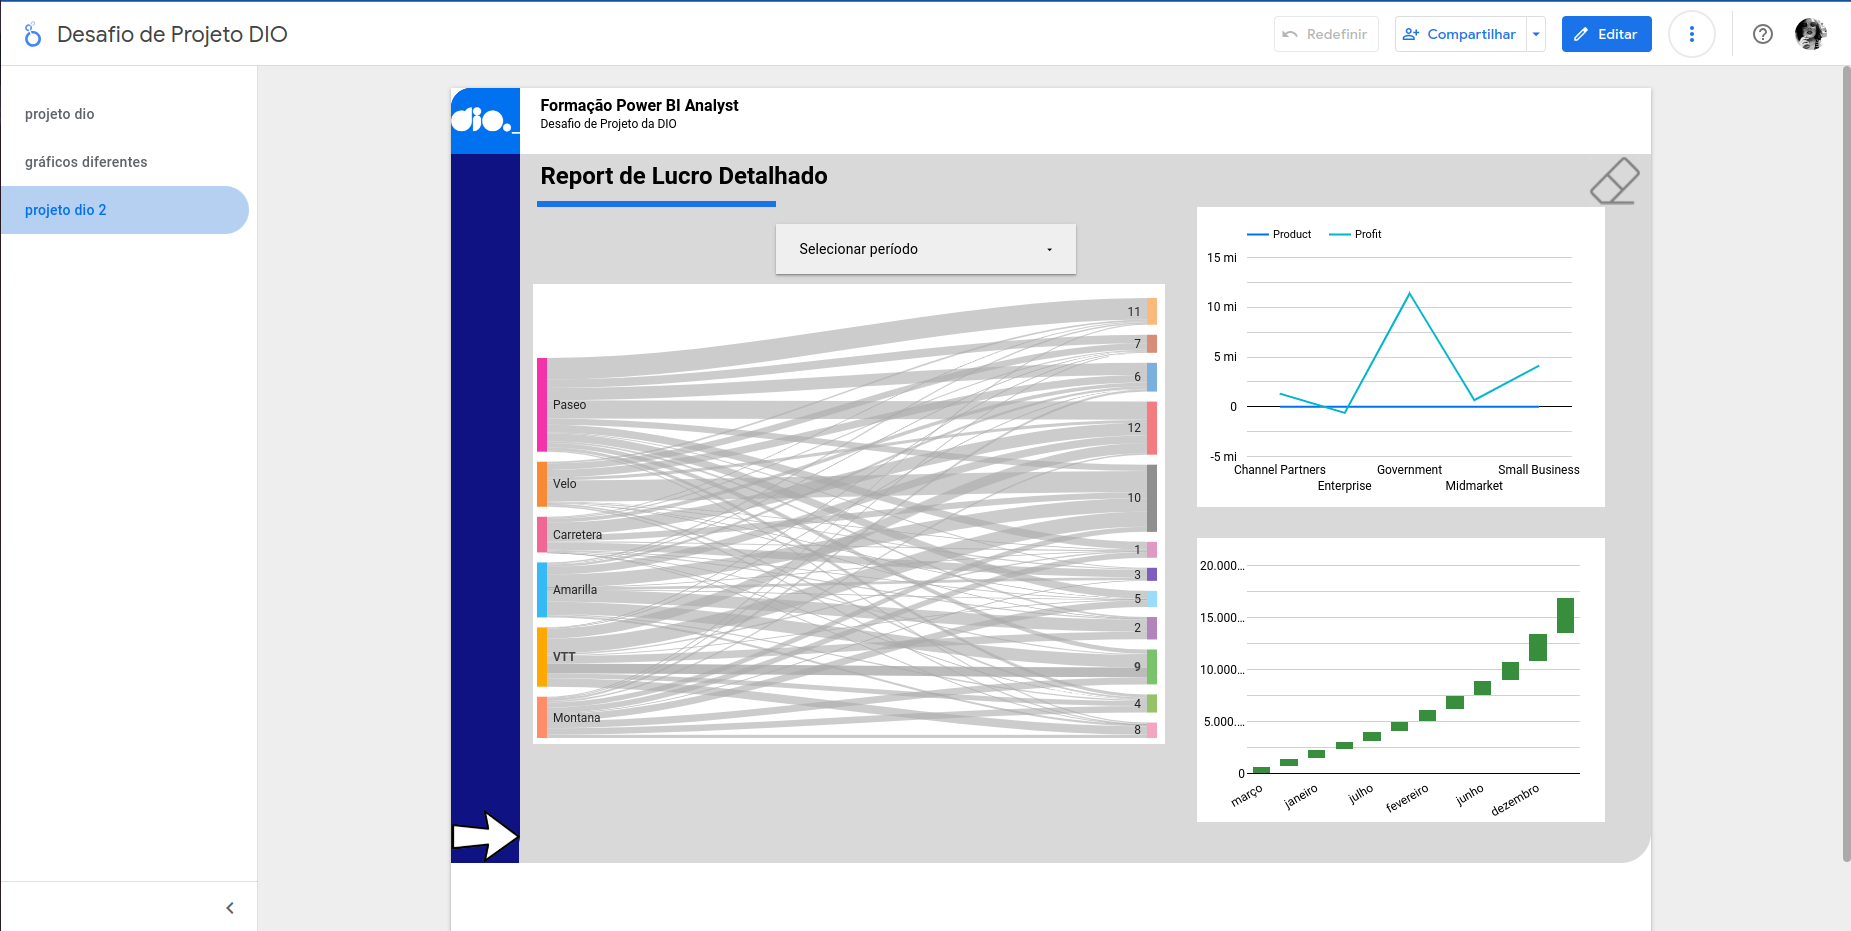 Desafio de Projeto DIO
Redefinir
Compartilhar
Editar
projeto dio
gráficos diferentes
projeto dio 2
dio._
Formação Power BI Analyst
Desafio de Projeto da DIO
Report de Lucro Detalhado
Selecionar período
Paseo
Velo
Carretera
Amarilla
VTT
Montana
11
7
6
12
10
1
3
5
2
9
4
8
Product Profit
15 mi
10 mi
5 mi
0
-5 mi
Channel Partners Government Small Business
Enterprise Midmarket
20.000...
15.000...
10.000...
5.000....
0
março janeiro julho fevereiro junho dezembro